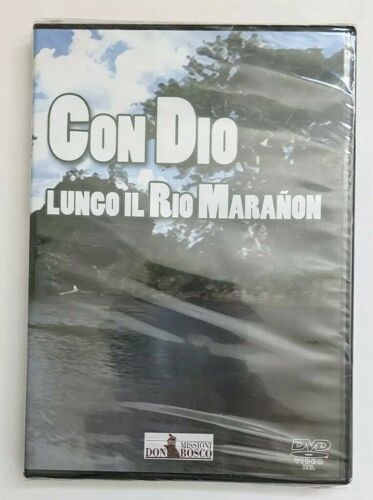 CON DIO
LUNGO IL RIO MARAÑON
MISSIONI
DON BOSCO
DVD
VIDEO